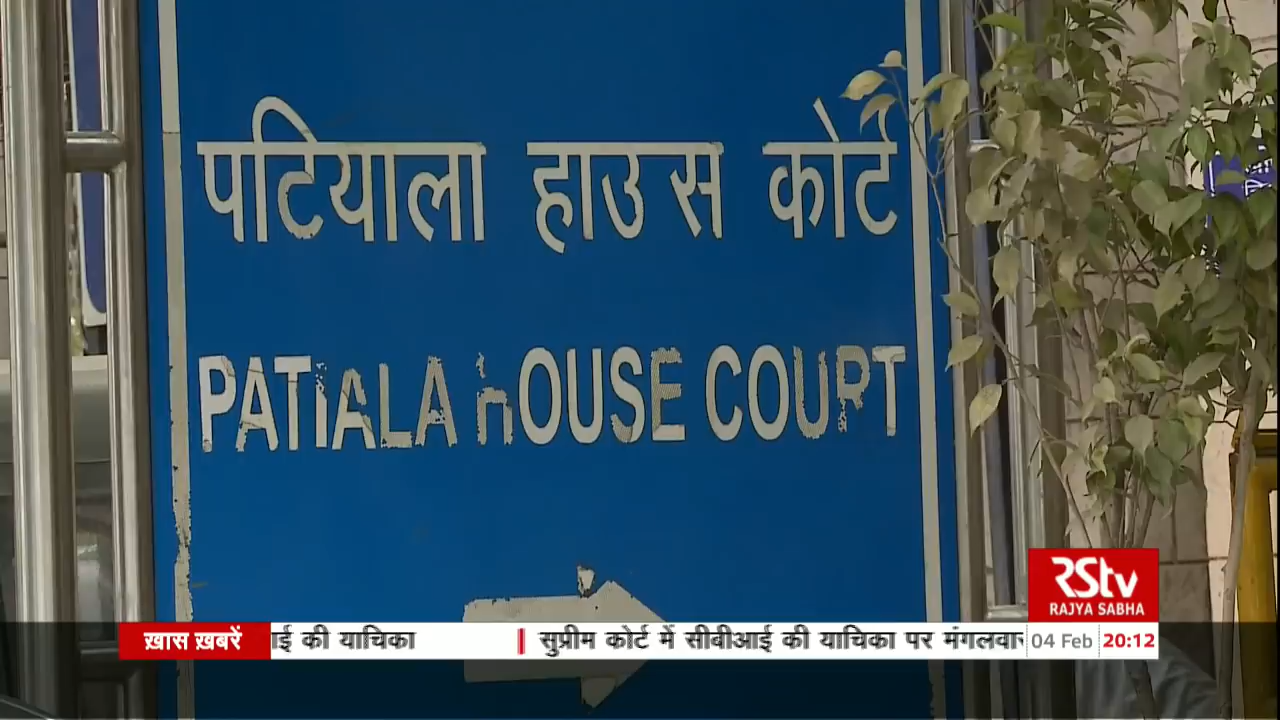 पटियाला हाउस कोर्ट
PATIALA HOUSE COURT
RStv
RAJYA SABHA
ख़ास ख़बरें
ई की याचिका | सुप्रीम कोर्ट में सीबीआई की याचिका पर मंगलवार
04 Feb 20:12